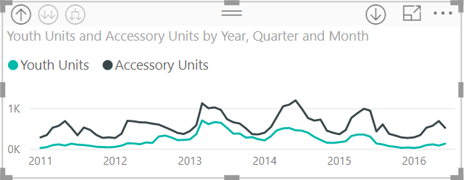 Youth Units and Accessory Units by Year, Quarter and Month
Youth Units Accessory Units
1K
0K
2011 2012 2013 2014 2015 2016